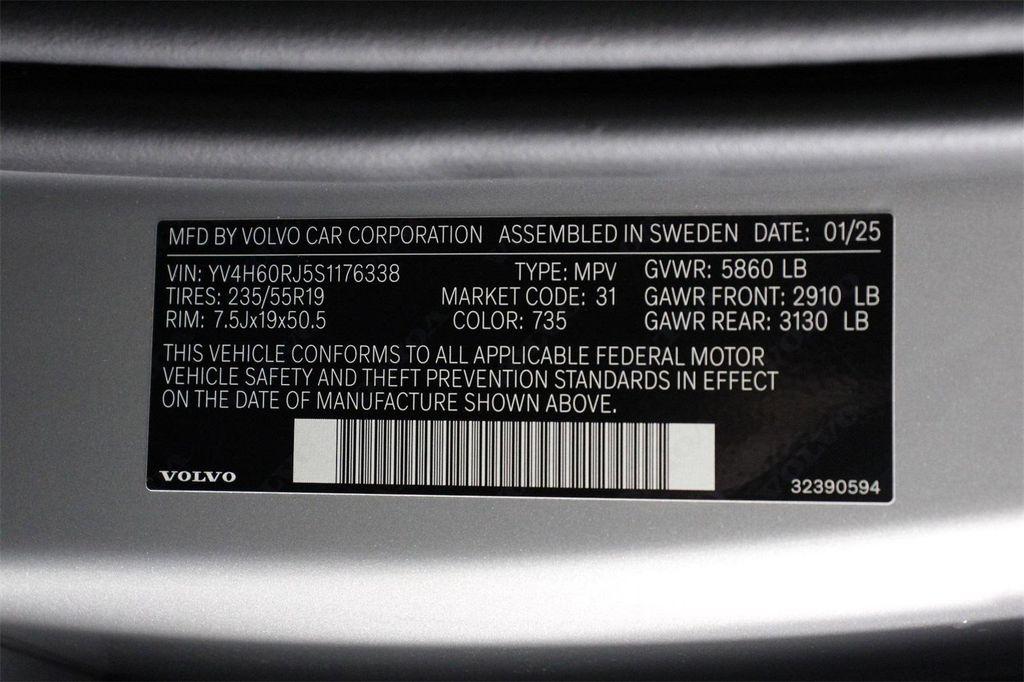 MFD BY VOLVO CAR CORPORATION ASSEMBLED IN SWEDEN DATE: 01/25
VIN: YV4H60RJ5S1176338 TYPE: MPV GVWR: 5860 LB
TIRES: 235/55R19 MARKET CODE: 31 GAWR FRONT: 2910 LB
RIM: 7.5Jx19x50.5 COLOR: 735 GAWR REAR: 3130 LB
THIS VEHICLE CONFORMS TO ALL APPLICABLE FEDERAL MOTOR
VEHICLE SAFETY AND THEFT PREVENTION STANDARDS IN EFFECT
ON THE DATE OF MANUFACTURE SHOWN ABOVE.
VOLVO 32390594